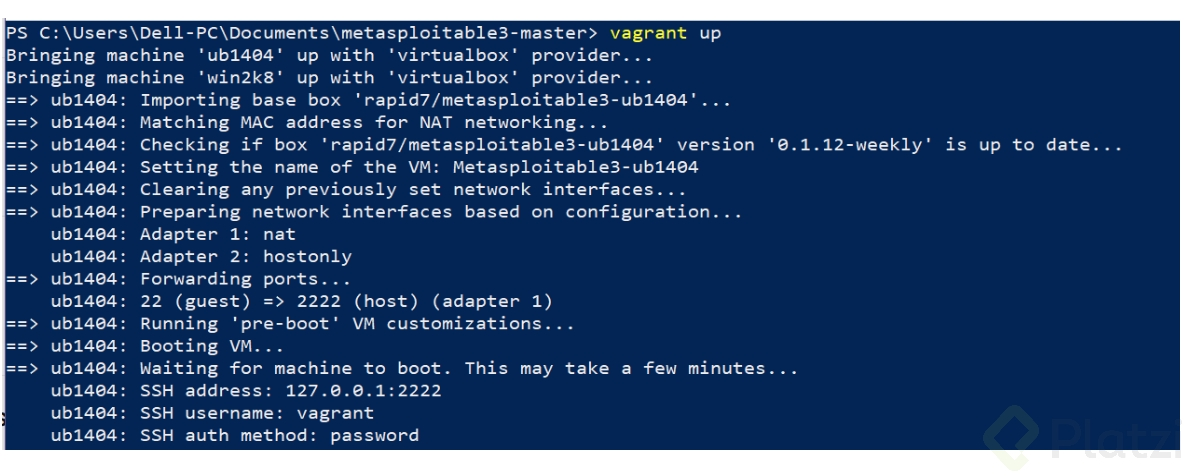 PS C:\Users\Dell-PC\Documents\metasploitable3-master> vagrant up
Bringing machine 'ub1404' up with 'virtualbox' provider...
Bringing machine 'win2k8' up with 'virtualbox' provider...
==> ub1404: Importing base box 'rapid7/metasploitable3-ub1404'...
==> ub1404: Matching MAC address for NAT networking...
==> ub1404: Checking if box 'rapid7/metasploitable3-ub1404' version '0.1.12-weekly' is up to date...
==> ub1404: Setting the name of the VM: Metasploitable3-ub1404
==> ub1404: Clearing any previously set network interfaces...
==> ub1404: Preparing network interfaces based on configuration...
    ub1404: Adapter 1: nat
    ub1404: Adapter 2: hostonly
==> ub1404: Forwarding ports...
    ub1404: 22 (guest) => 2222 (host) (adapter 1)
==> ub1404: Running 'pre-boot' VM customizations...
==> ub1404: Booting VM...
==> ub1404: Waiting for machine to boot. This may take a few minutes...
    ub1404: SSH address: 127.0.0.1:2222
    ub1404: SSH username: vagrant
    ub1404: SSH auth method: password
Platzi